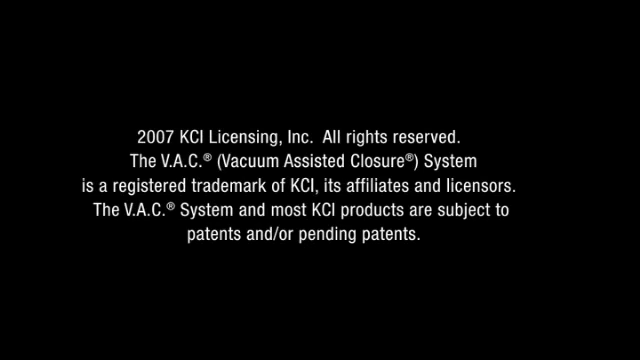 2007 KCI Licensing, Inc.  All rights reserved.
The V.A.C.® (Vacuum Assisted Closure®) System
is a registered trademark of KCI, its affiliates and licensors.
The V.A.C.® System and most KCI products are subject to
patents and/or pending patents.